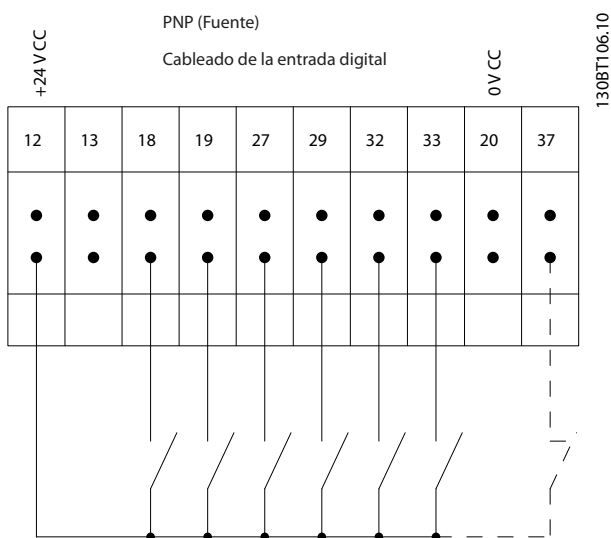 PNP (Fuente)
Cableado de la entrada digital
+24 V CC
0 V CC
130BT106.10
12 13 18 19 27 29 32 33 20 37